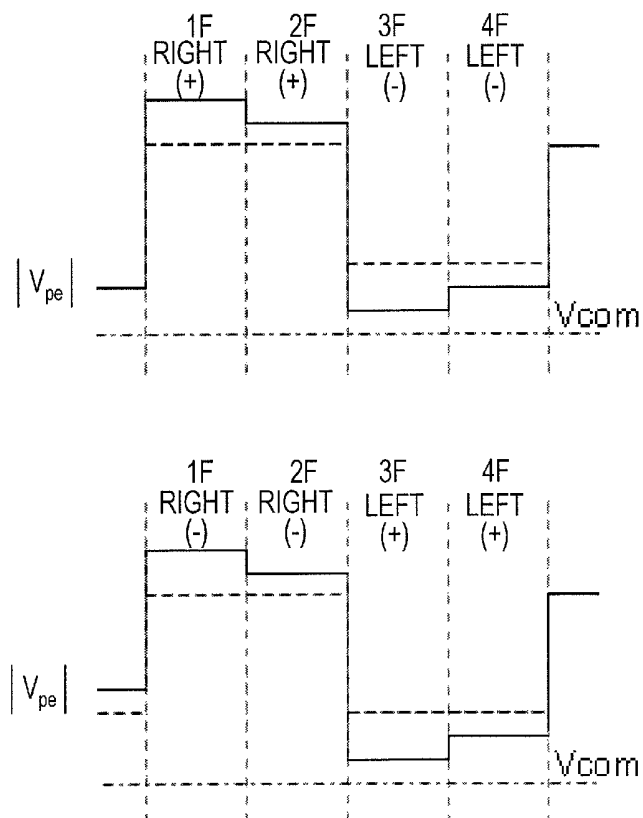 1F 2F 3F 4F
RIGHT RIGHT LEFT LEFT
(+) (+) (-) (-)
|Vpe|
Vcom
1F 2F 3F 4F
RIGHT RIGHT LEFT LEFT
(-) (-) (+) (+)
|Vpe|
Vcom